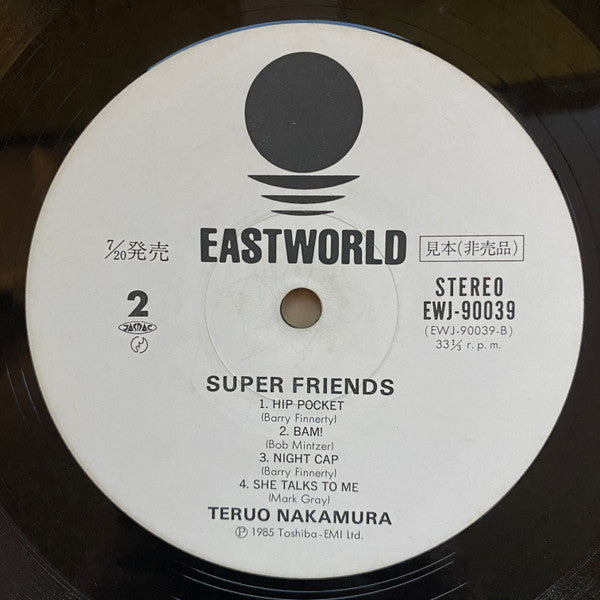 7/20発売
EASTWORLD
見本(非売品)
2
JASRAC
STEREO
EWJ-90039
(EWJ-90039-B)
33⅓ r.p.m.
SUPER FRIENDS
1. HIP POCKET
(Barry Finnerty)
2. BAM!
(Bob Mintzer)
3. NIGHT CAP
(Barry Finnerty)
4. SHE TALKS TO ME
(Mark Gray)
TERUO NAKAMURA
Ⓟ 1985 Toshiba-EMI Ltd.